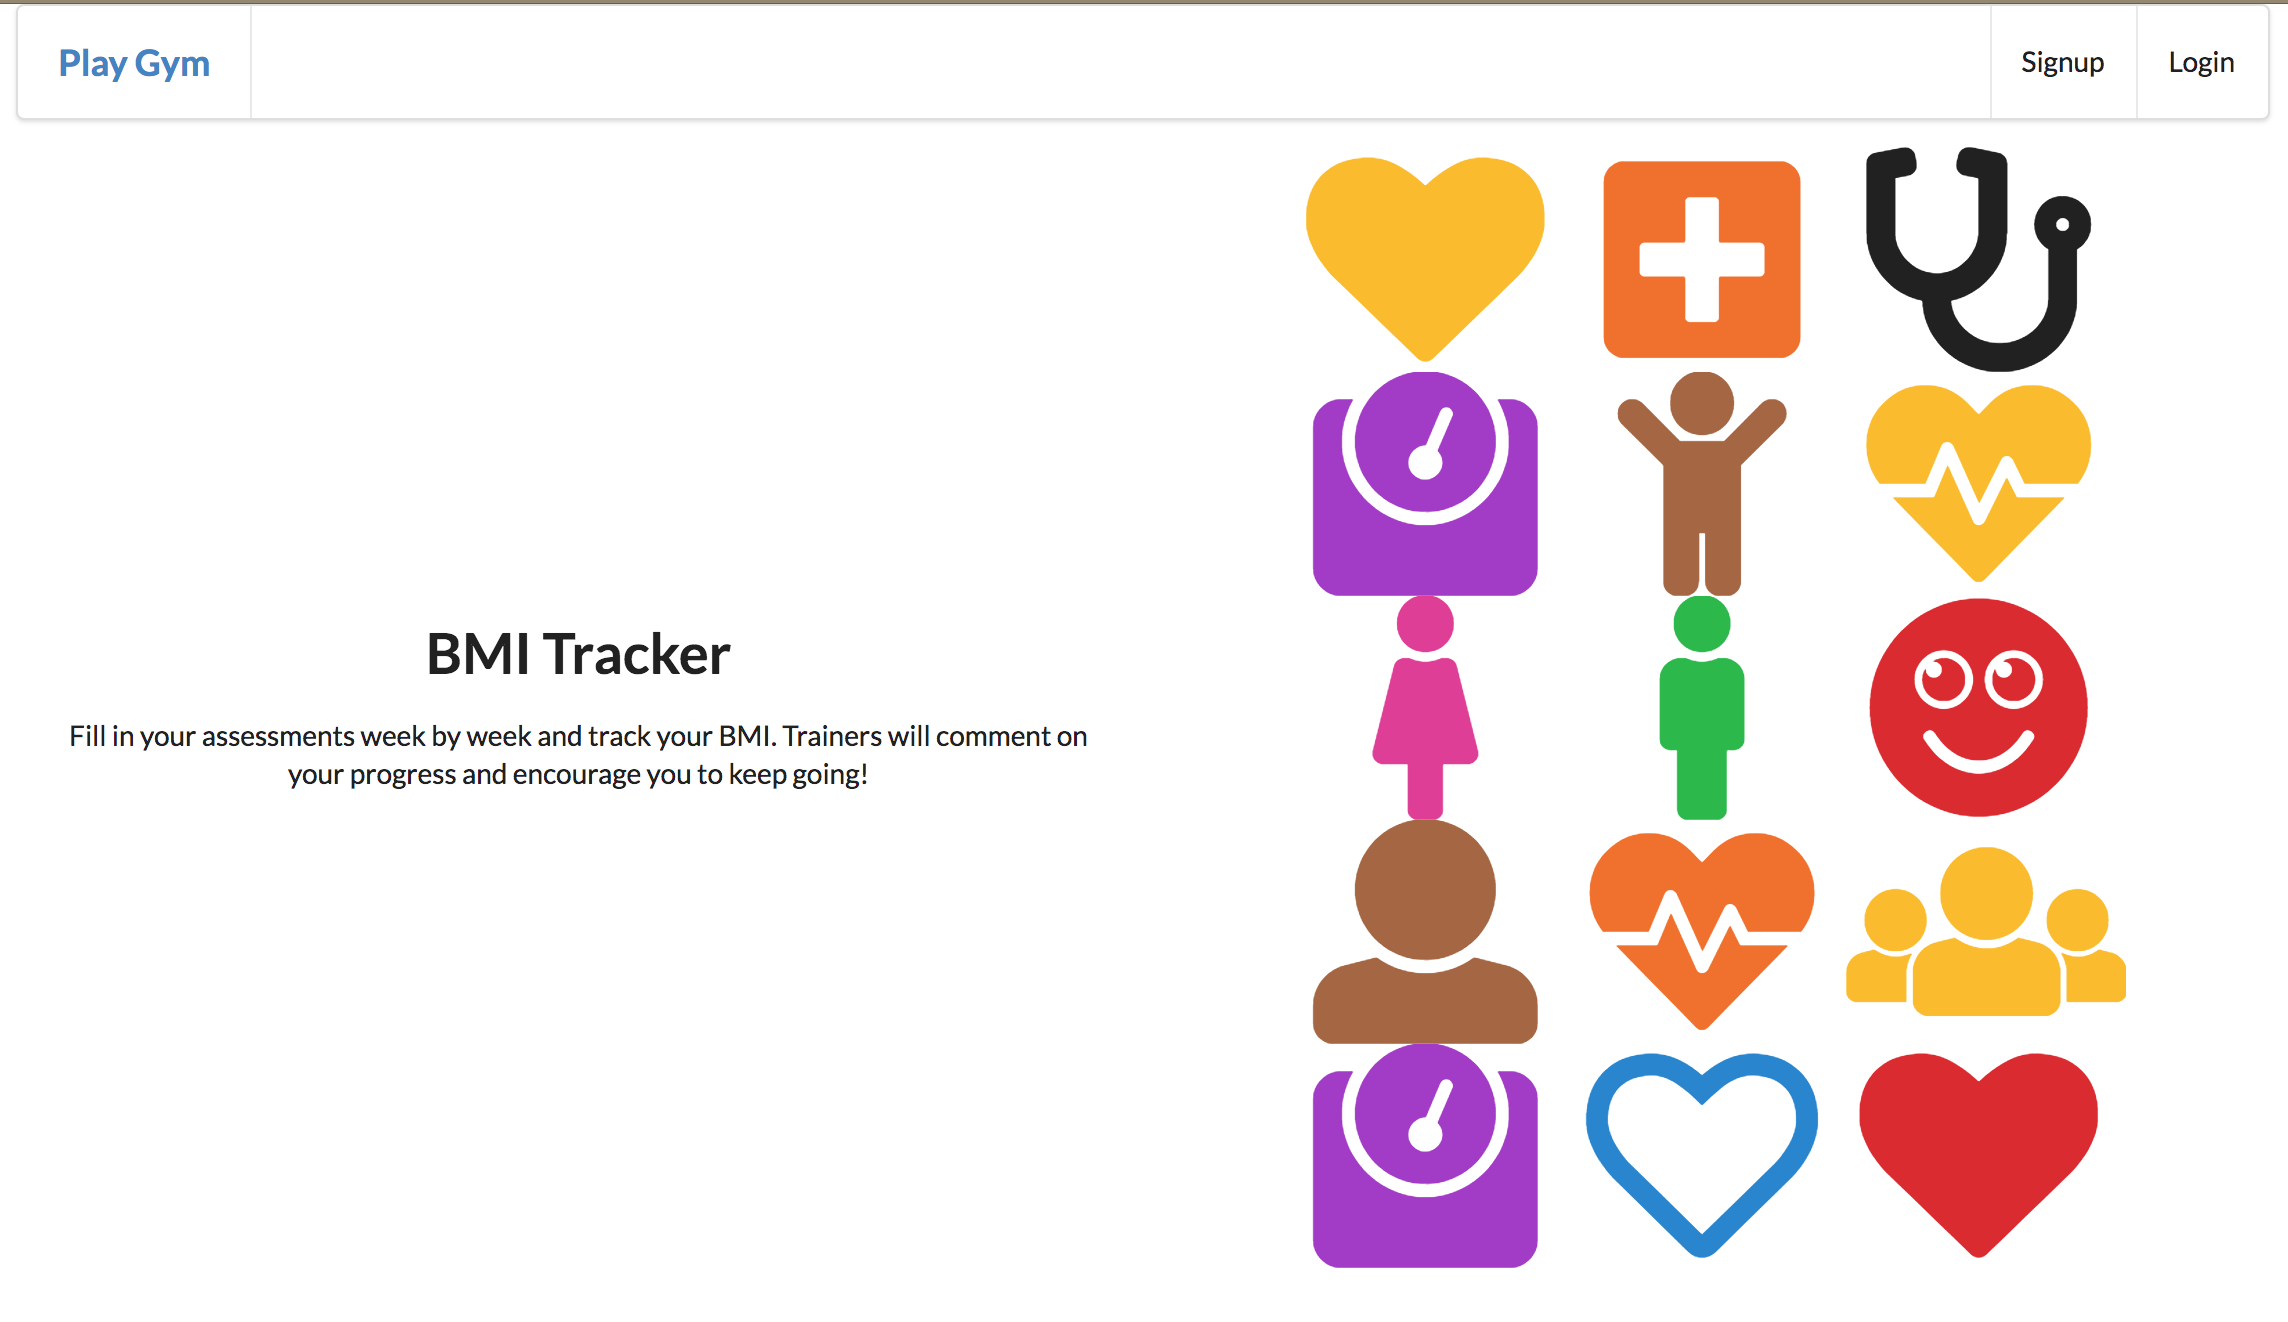 Play Gym
Signup
Login
BMI Tracker
Fill in your assessments week by week and track your BMI. Trainers will comment on
your progress and encourage you to keep going!